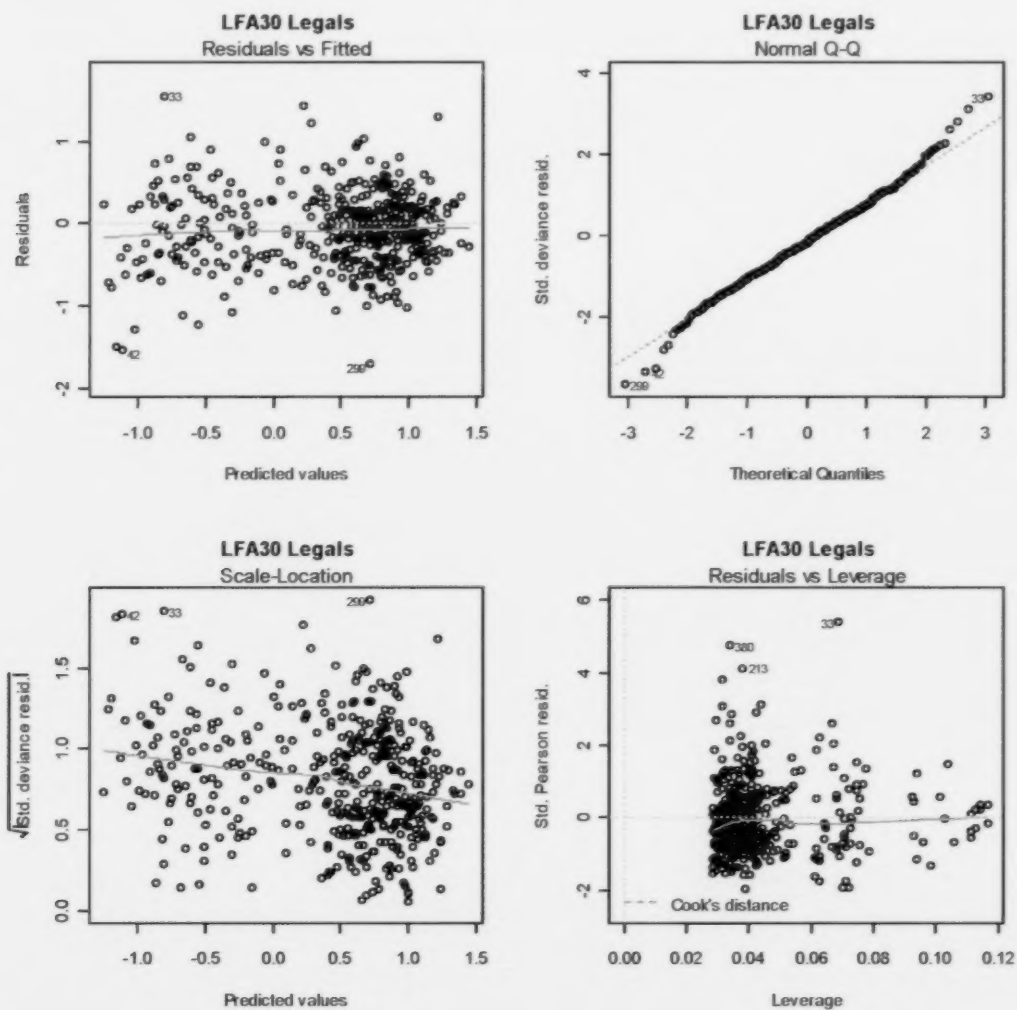 LFA30 Legals
Residuals vs Fitted
Residuals
1
0
-1
-2
33
42
299
-1.0 -0.5 0.0 0.5 1.0 1.5
Predicted values
LFA30 Legals
Normal Q-Q
Std. deviance resid.
4
2
0
-2
33
42
299
-3 -2 -1 0 1 2 3
Theoretical Quantiles
LFA30 Legals
Scale-Location
√|Std. deviance resid.|
1.5
1.0
0.5
0.0
42
33
299
-1.0 -0.5 0.0 0.5 1.0 1.5
Predicted values
LFA30 Legals
Residuals vs Leverage
Std. Pearson resid.
6
4
2
0
-2
33
380
213
Cook's distance
0.00 0.02 0.04 0.06 0.08 0.10 0.12
Leverage